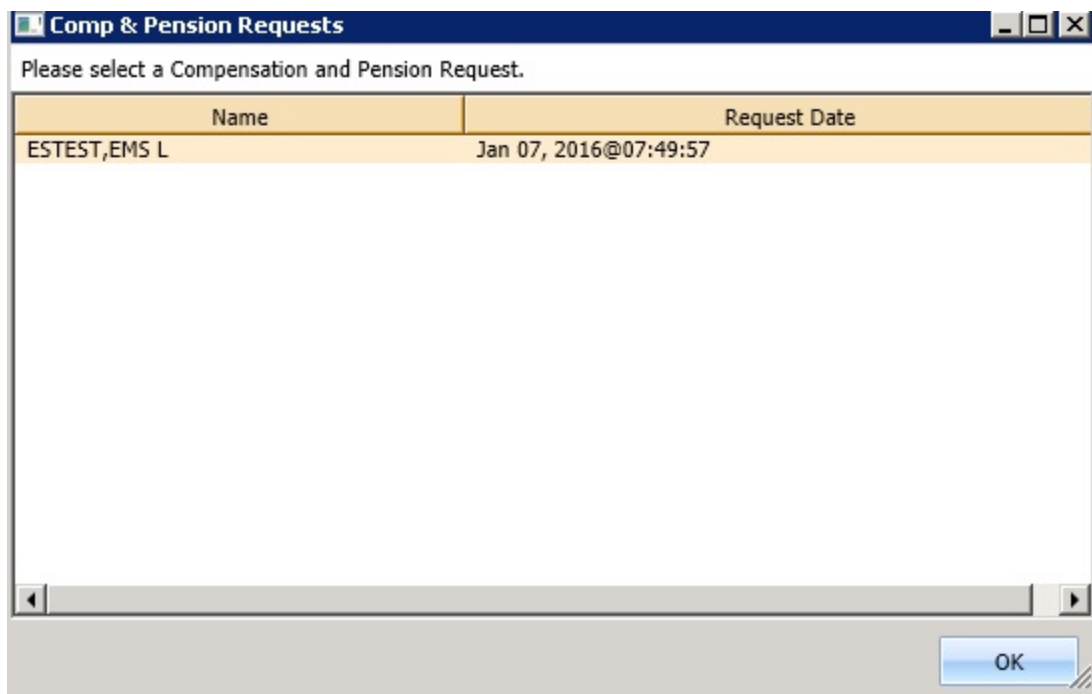 Comp & Pension Requests
Please select a Compensation and Pension Request.
Name Request Date
ESTEST,EMS L Jan 07, 2016@07:49:57
OK